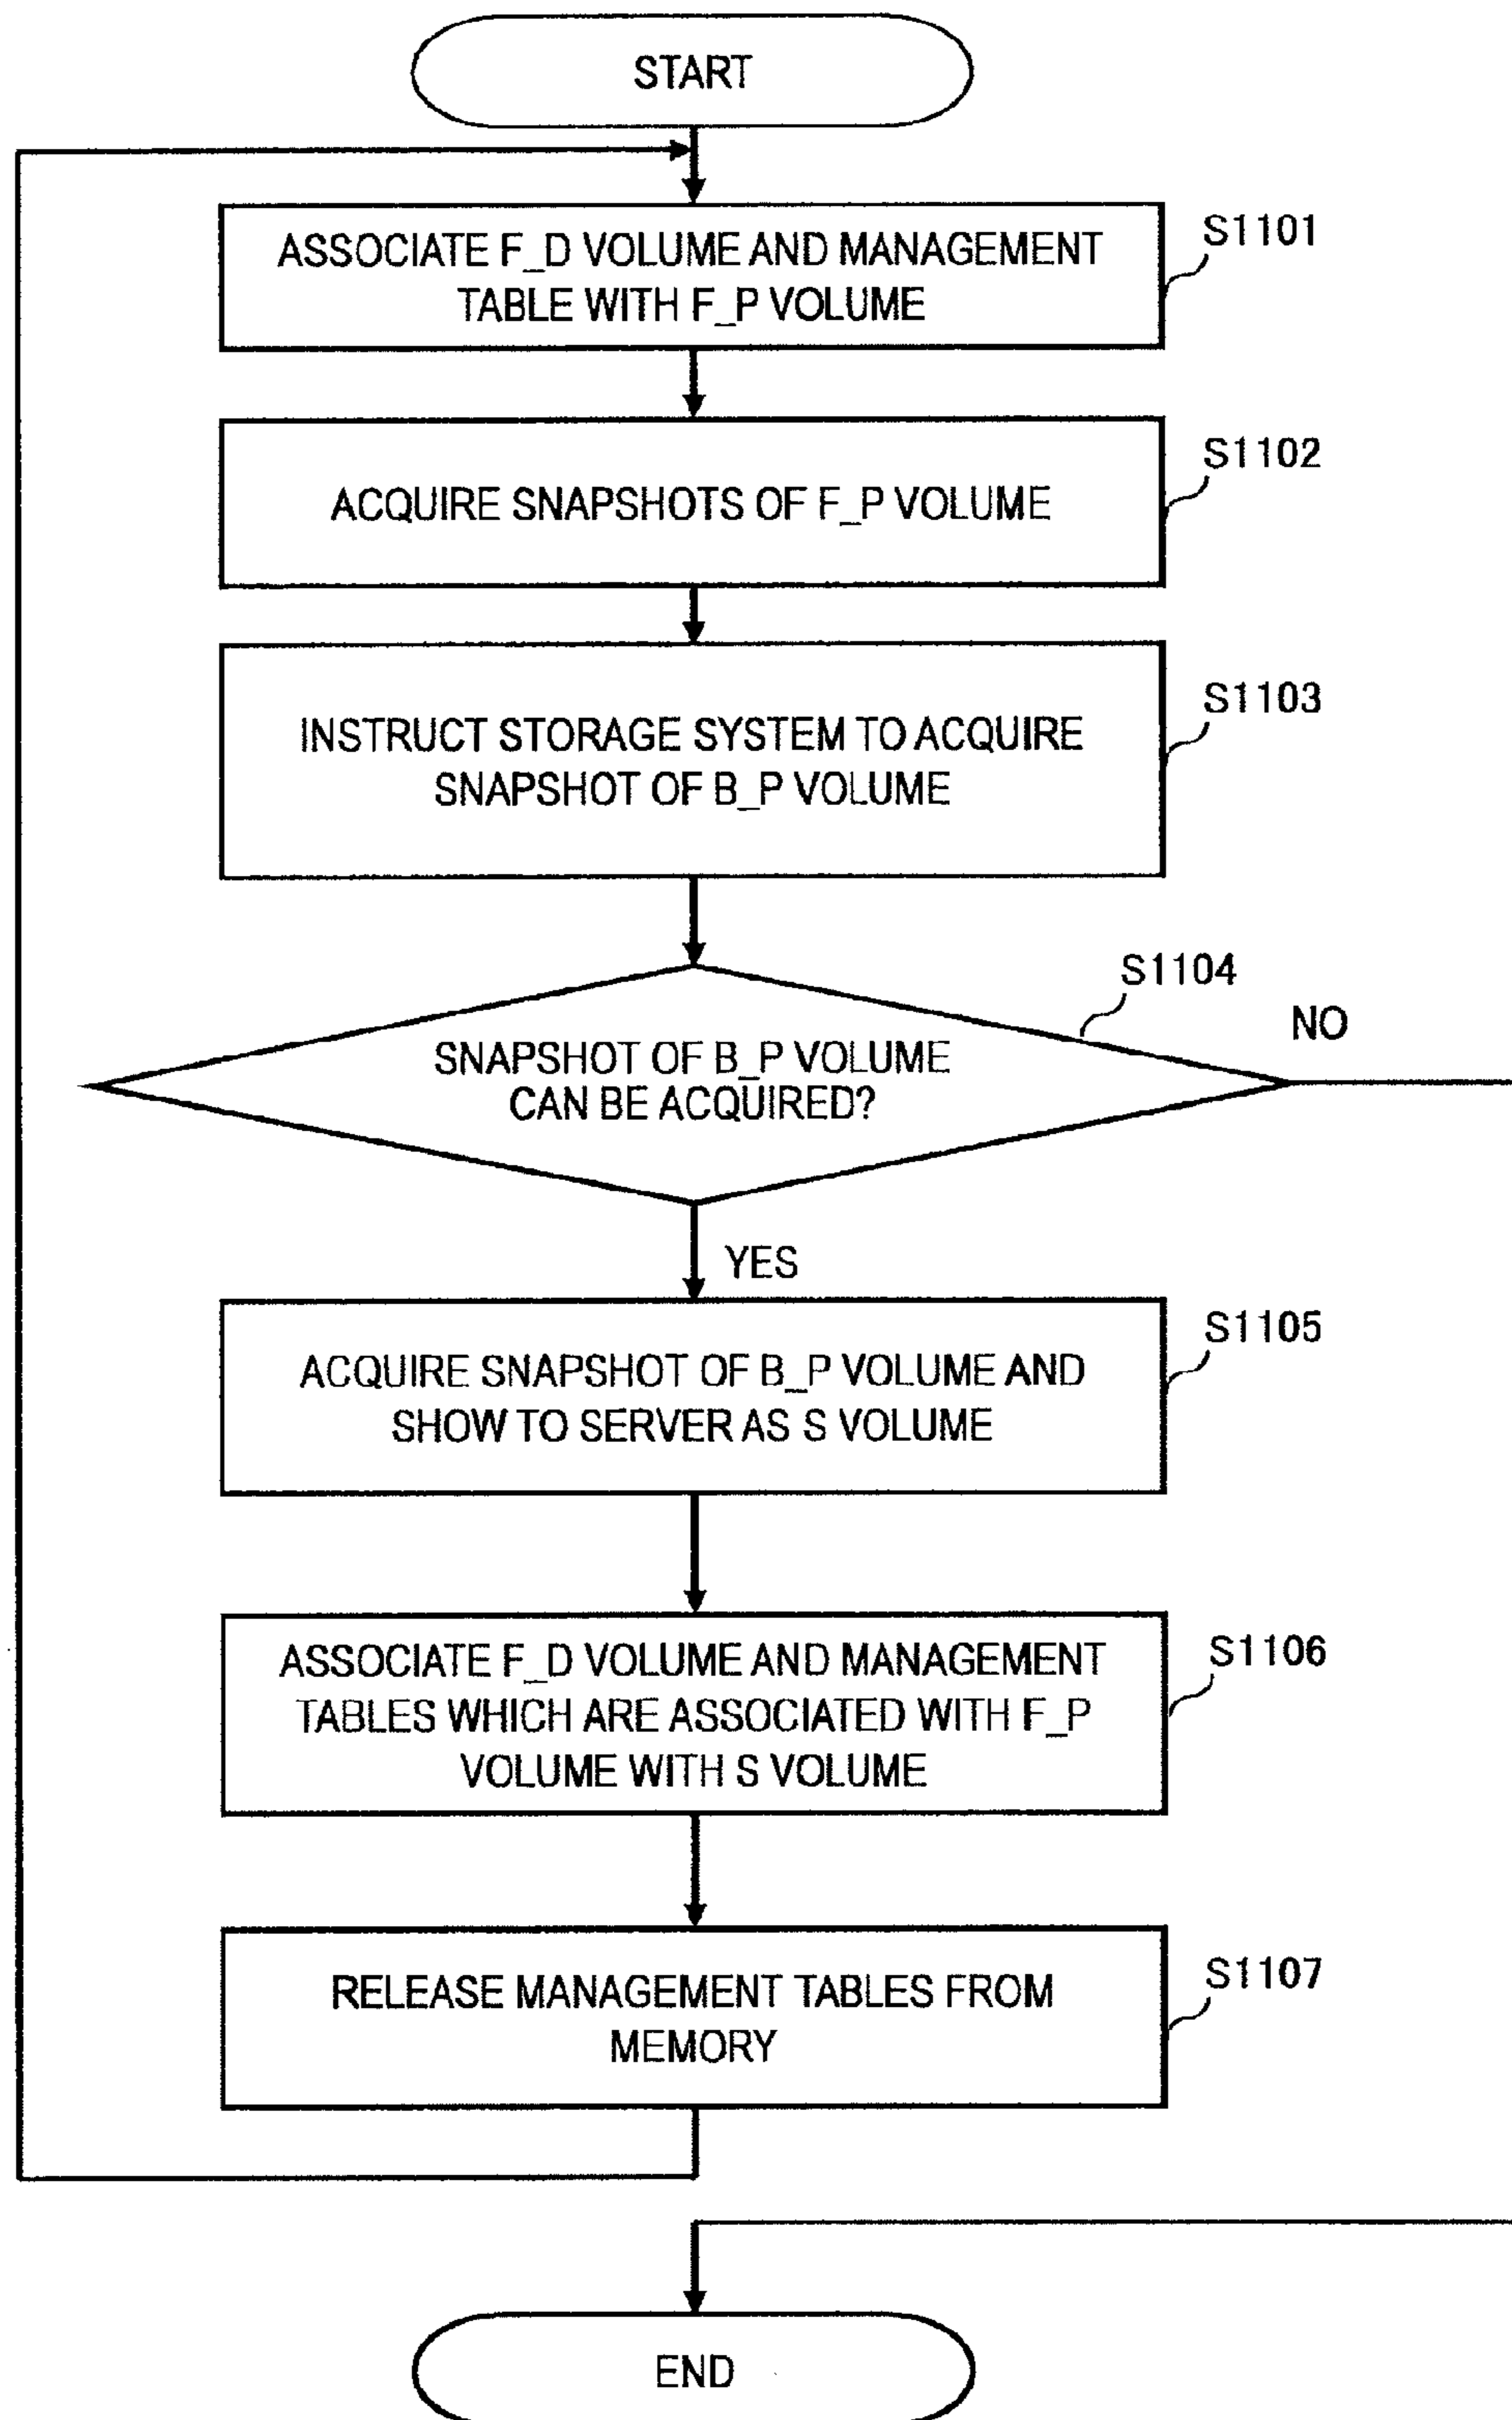 START
ASSOCIATE F_D VOLUME AND MANAGEMENT
TABLE WITH F_P VOLUME
S1101
ACQUIRE SNAPSHOTS OF F_P VOLUME
S1102
INSTRUCT STORAGE SYSTEM TO ACQUIRE
SNAPSHOT OF B_P VOLUME
S1103
SNAPSHOT OF B_P VOLUME
CAN BE ACQUIRED?
S1104
NO
YES
ACQUIRE SNAPSHOT OF B_P VOLUME AND
SHOW TO SERVER AS S VOLUME
S1105
ASSOCIATE F_D VOLUME AND MANAGEMENT
TABLES WHICH ARE ASSOCIATED WITH F_P
VOLUME WITH S VOLUME
S1106
RELEASE MANAGEMENT TABLES FROM
MEMORY
S1107
END